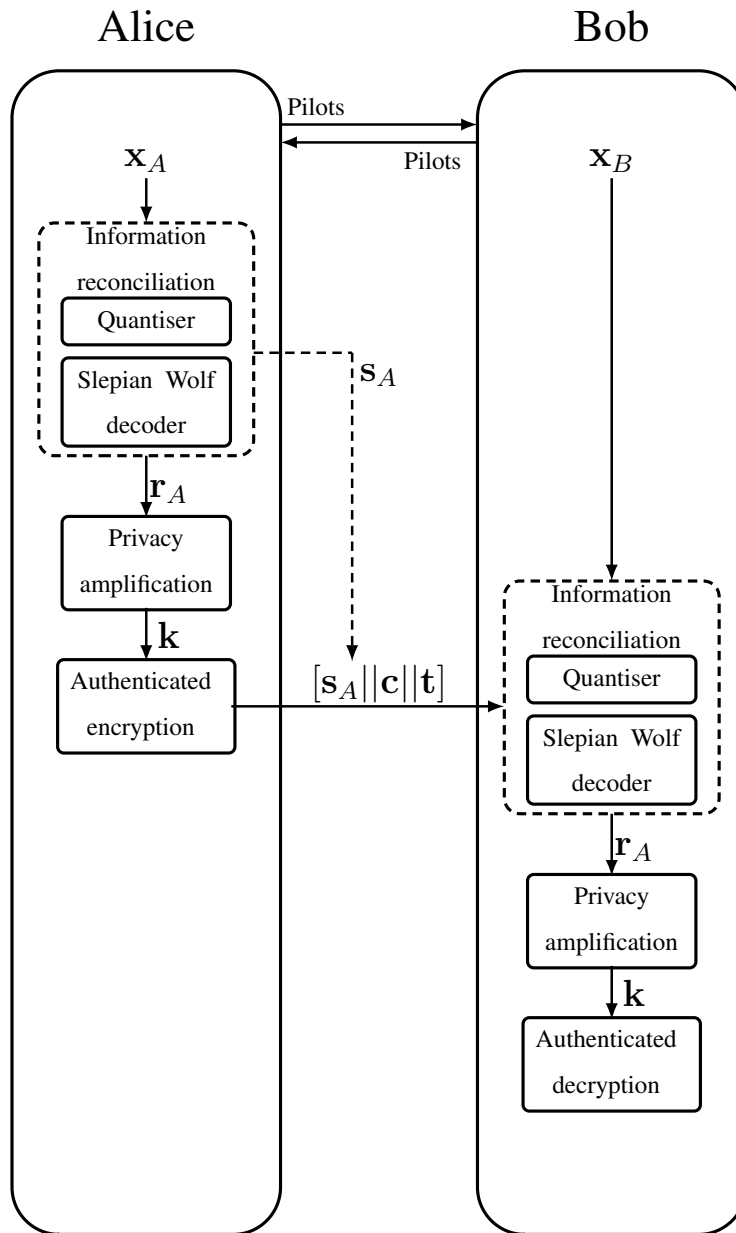 Alice
Bob
Pilots
Pilots
𝐱_A
𝐱_B
Information
reconciliation
Quantiser
Slepian Wolf
decoder
𝐬_A
𝐫_A
Privacy
amplification
𝐤
Authenticated
encryption
[𝐬_A||𝐜||𝐭]
Information
reconciliation
Quantiser
Slepian Wolf
decoder
𝐫_A
Privacy
amplification
𝐤
Authenticated
decryption